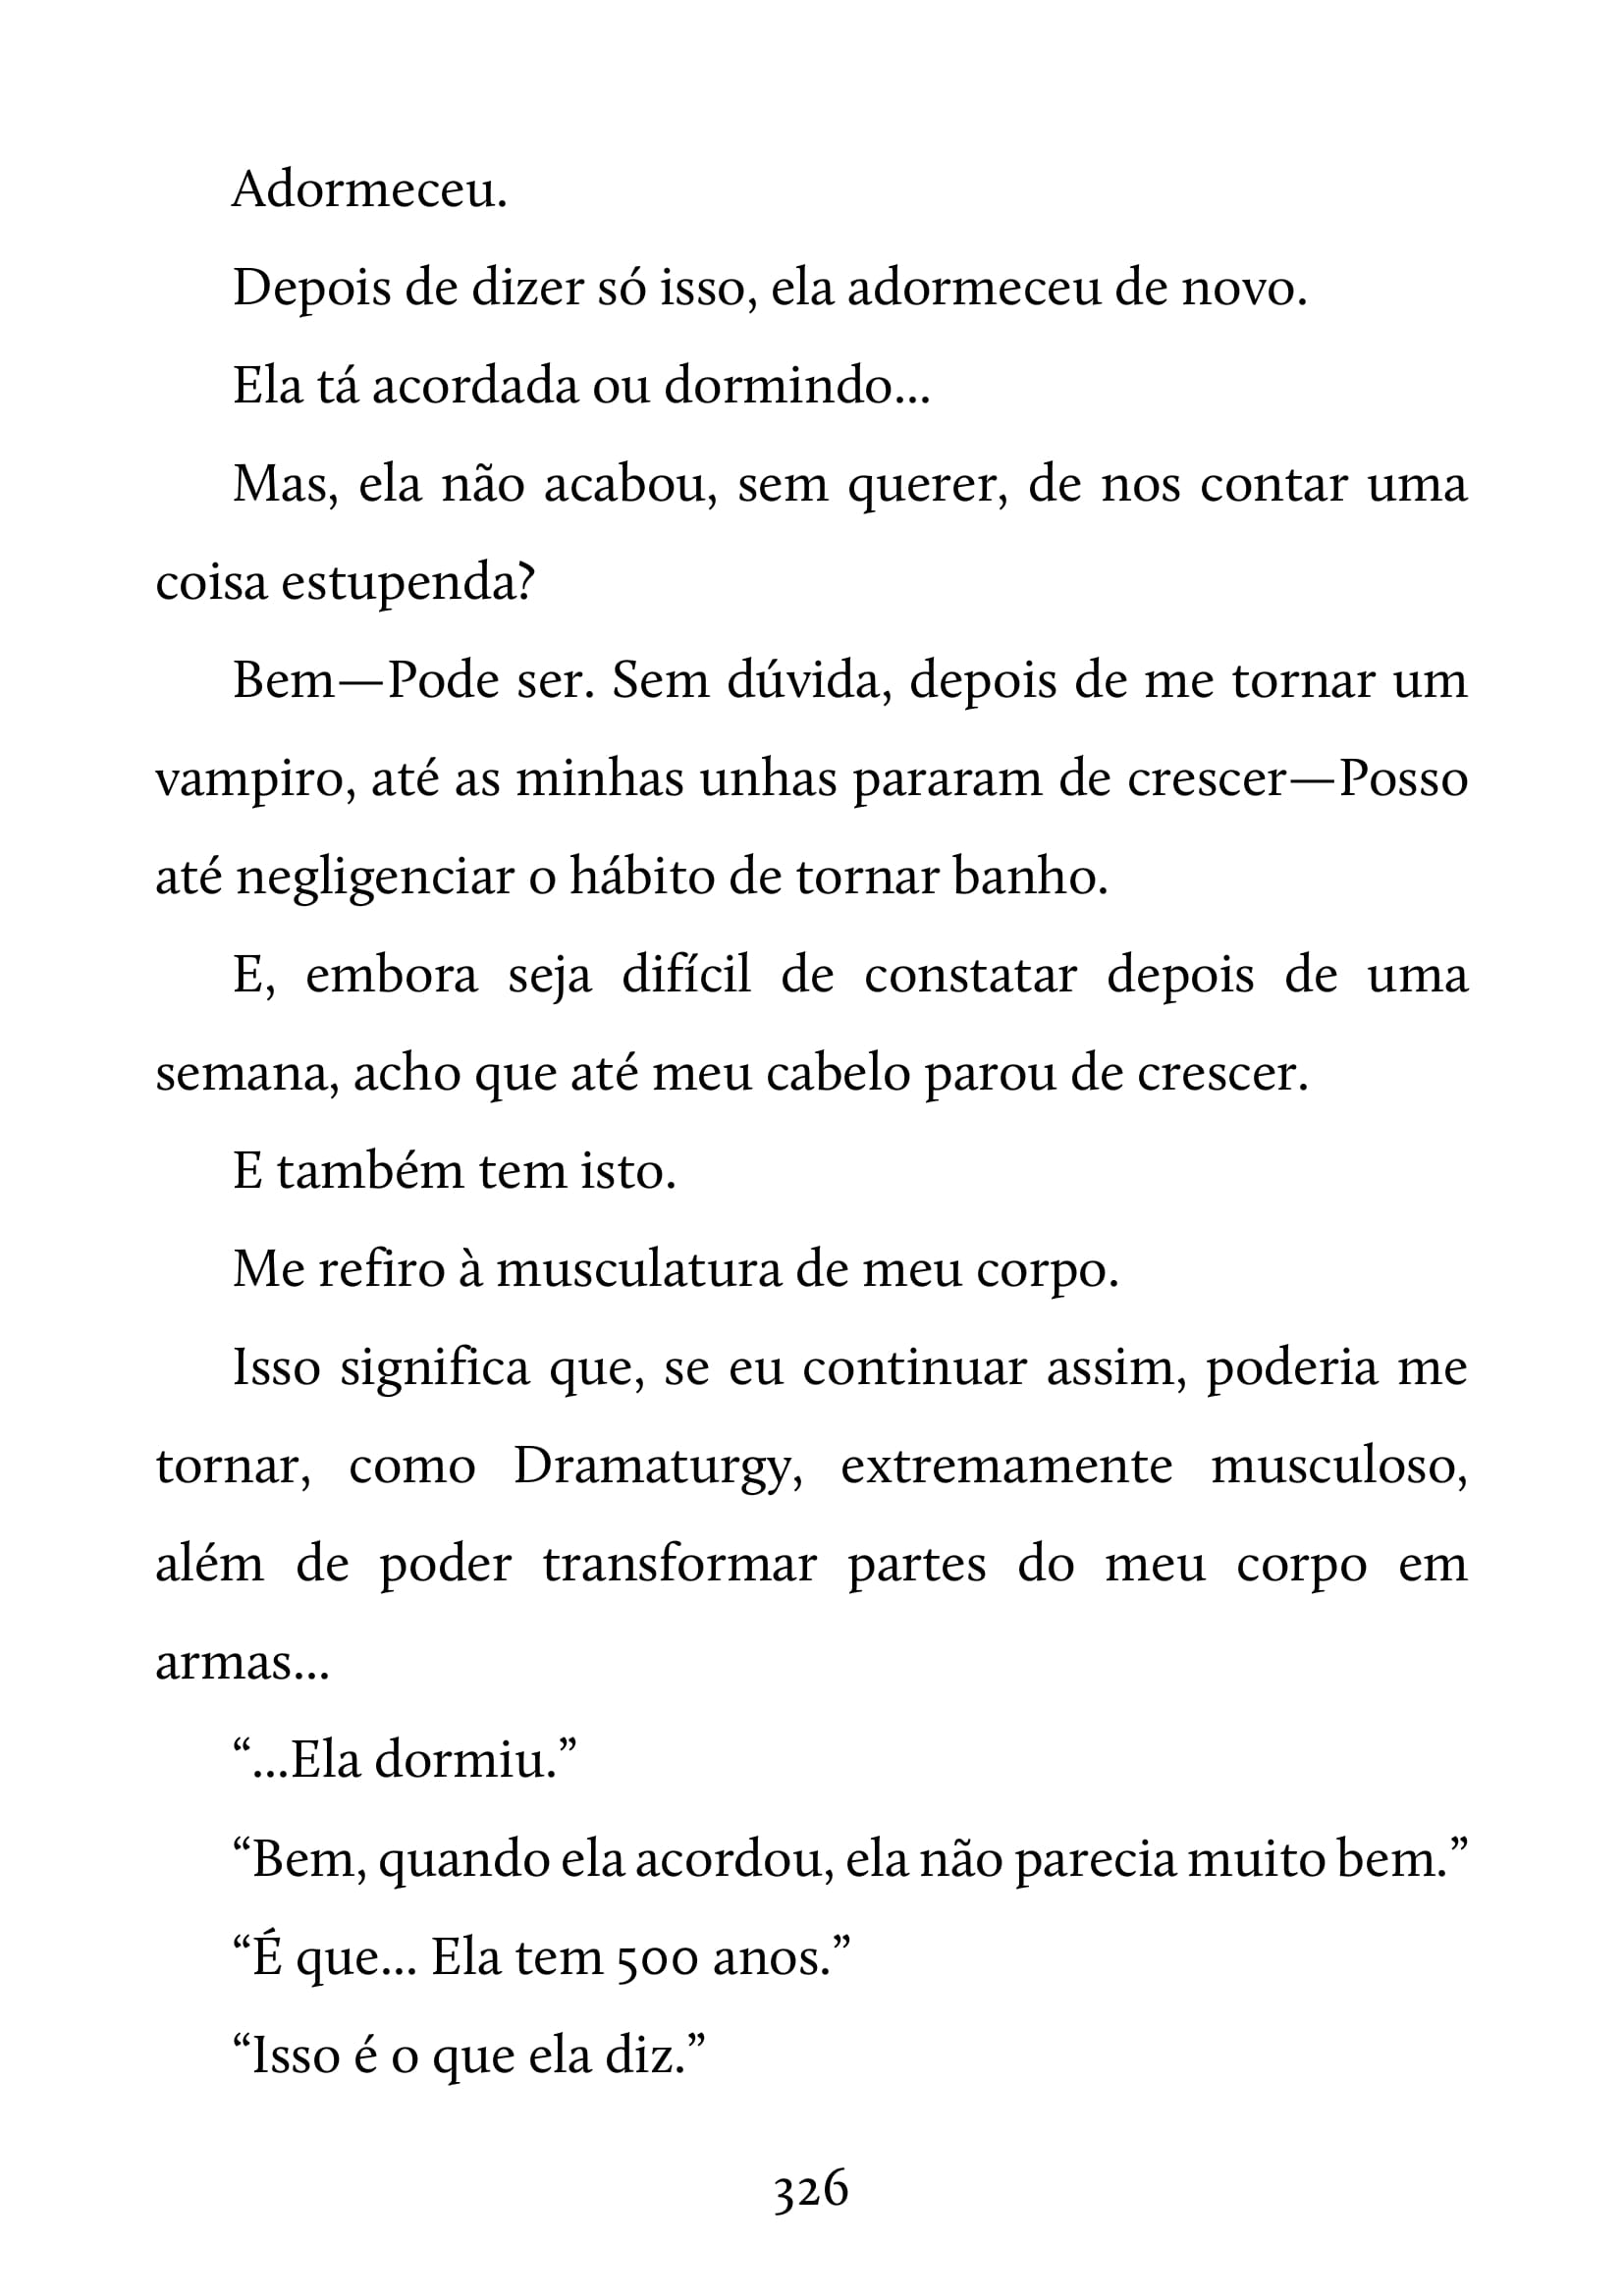 Adormeceu.
Depois de dizer só isso, ela adormeceu de novo.
Ela tá acordada ou dormindo...
Mas, ela não acabou, sem querer, de nos contar uma
coisa estupenda?
Bem—Pode ser. Sem dúvida, depois de me tornar um
vampiro, até as minhas unhas pararam de crescer—Posso
até negligenciar o hábito de tornar banho.
E, embora seja difícil de constatar depois de uma
semana, acho que até meu cabelo parou de crescer.
E também tem isto.
Me refiro à musculatura de meu corpo.
Isso significa que, se eu continuar assim, poderia me
tornar, como Dramaturgy, extremamente musculoso,
além de poder transformar partes do meu corpo em
armas...
“...Ela dormiu.”
“Bem, quando ela acordou, ela não parecia muito bem.”
“É que... Ela tem 500 anos.”
“Isso é o que ela diz.”
326